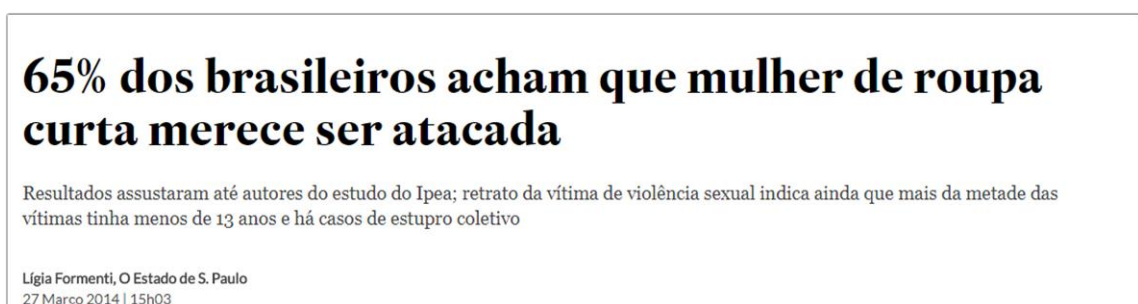 65% dos brasileiros acham que mulher de roupa
curta merece ser atacada
Resultados assustaram até autores do estudo do Ipea; retrato da vítima de violência sexual indica ainda que mais da metade das
vítimas tinha menos de 13 anos e há casos de estupro coletivo
Lígia Formenti, O Estado de S. Paulo
27 Março 2014 | 15h03